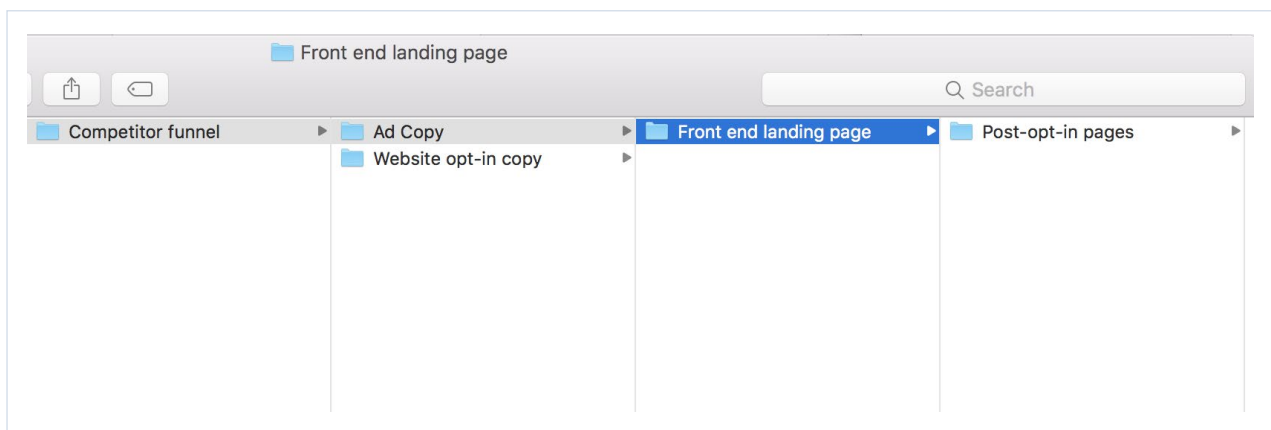 Front end landing page
Search
Competitor funnel
Ad Copy
Front end landing page
Post-opt-in pages
Website opt-in copy